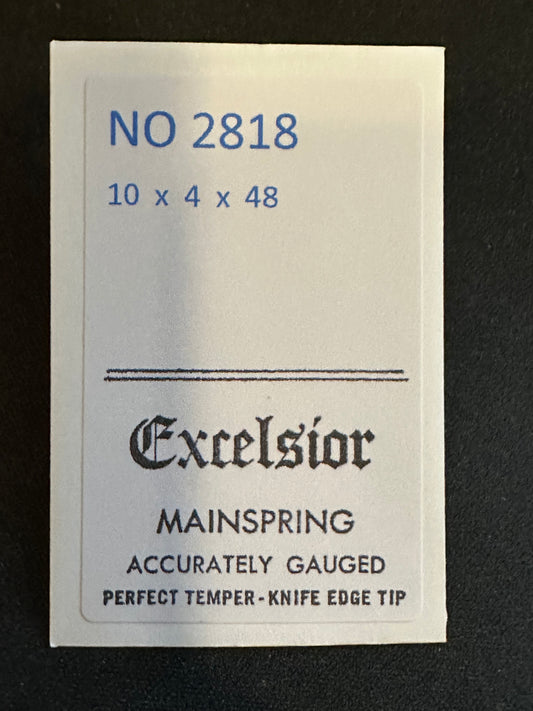 NO 2818
10 x 4 x 48
Excelsior
MAINSPRING
ACCURATELY GAUGED
PERFECT TEMPER-KNIFE EDGE TIP